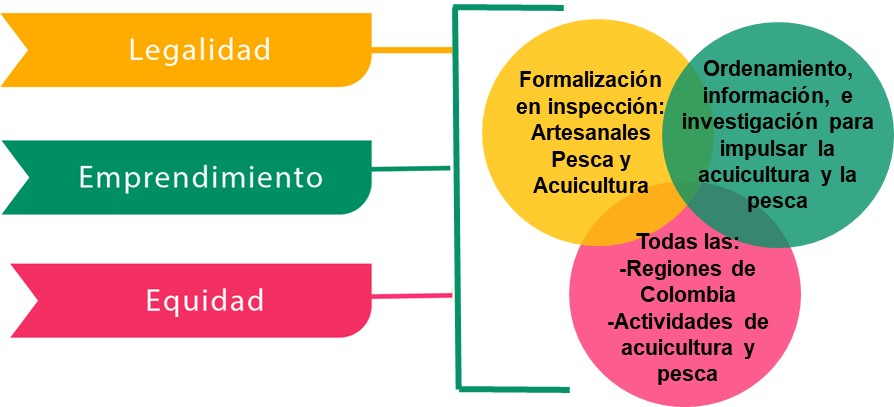 Legalidad
Emprendimiento
Equidad
Formalización
en inspección:
Artesanales
Pesca y
Acuicultura
Ordenamiento,
información, e
investigación para
impulsar la
acuicultura y la
pesca
Todas las:
-Regiones de
Colombia
-Actividades de
acuicultura y
pesca